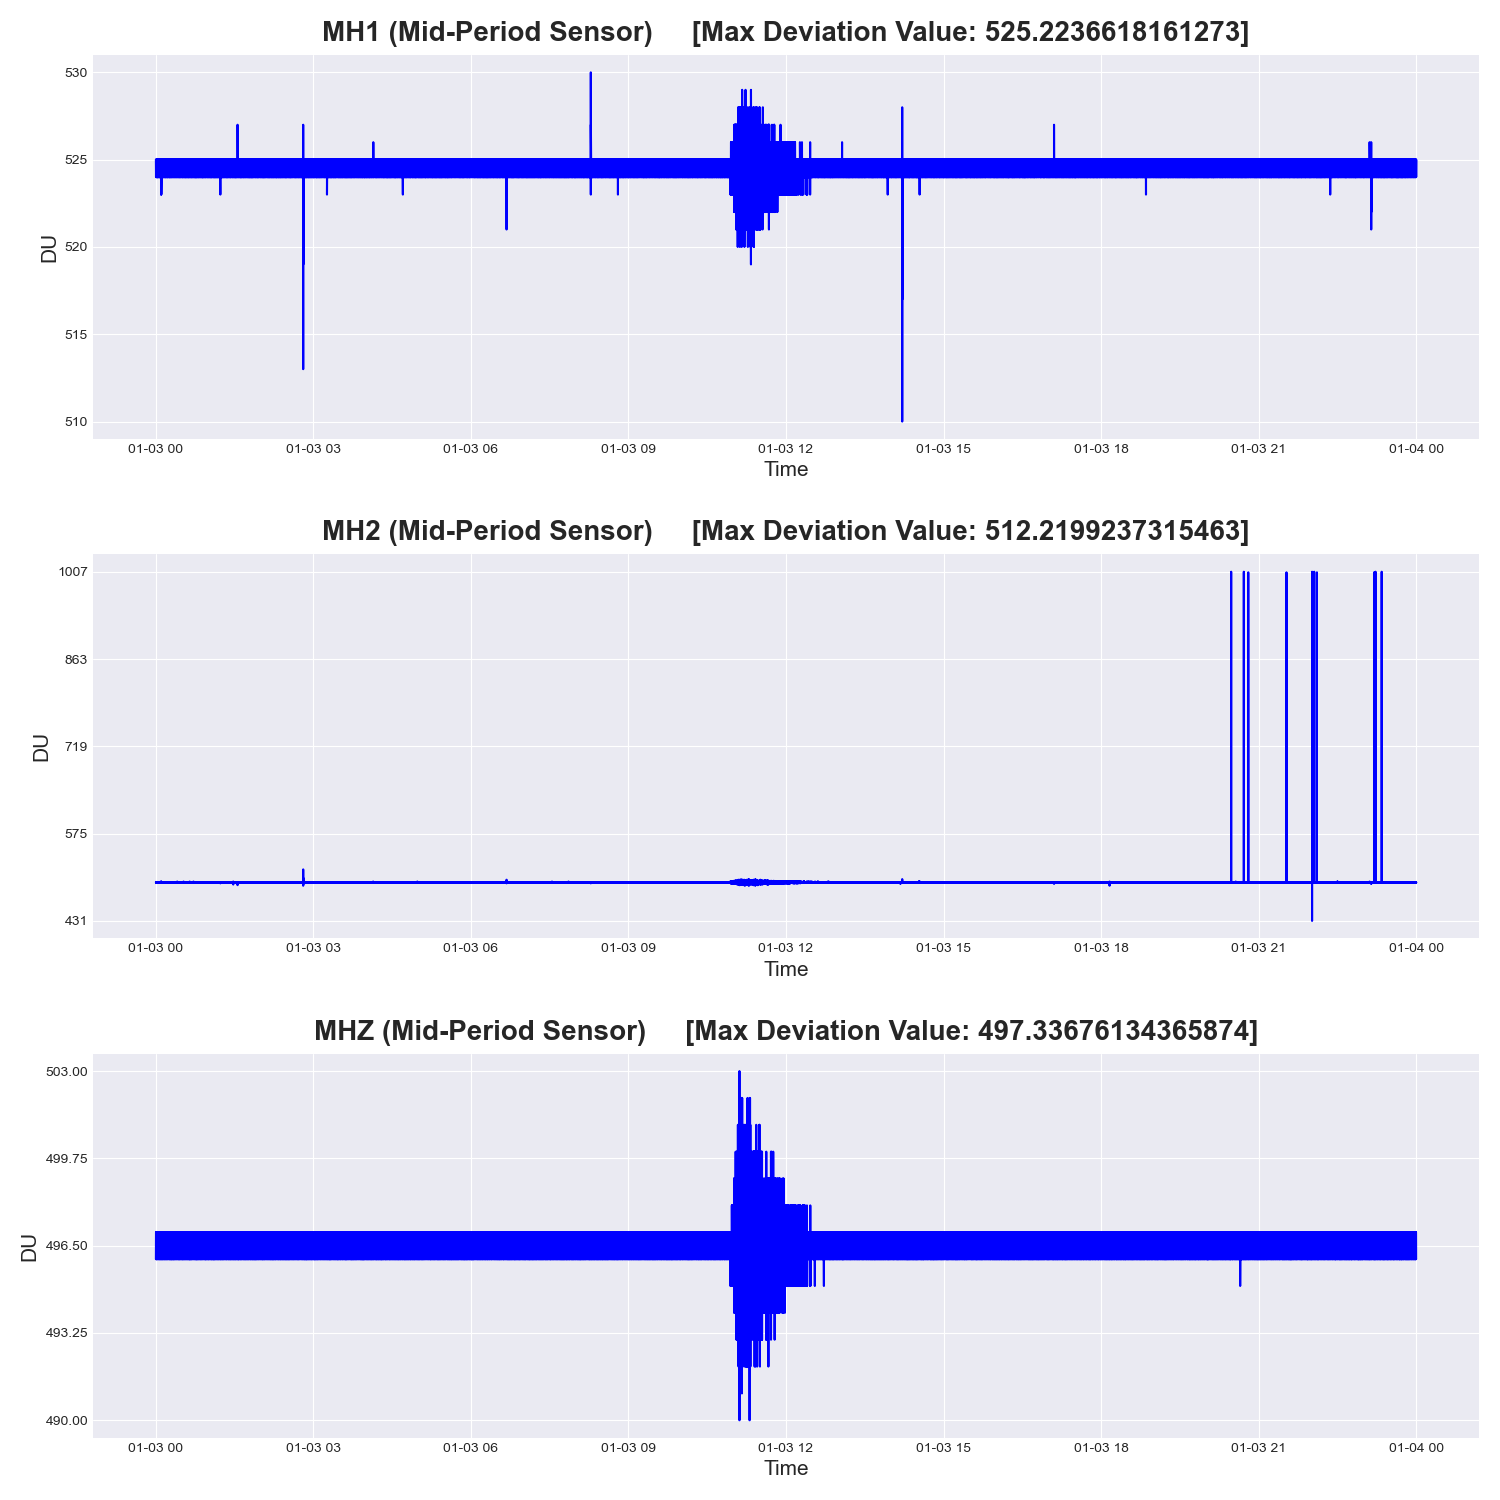 MH1 (Mid-Period Sensor) [Max Deviation Value: 525.2236618161273]
530
525
520
515
510
DU
01-03 00 01-03 03 01-03 06 01-03 09 01-03 12 01-03 15 01-03 18 01-03 21 01-04 00
Time
MH2 (Mid-Period Sensor) [Max Deviation Value: 512.2199237315463]
1007
863
719
575
431
DU
01-03 00 01-03 03 01-03 06 01-03 09 01-03 12 01-03 15 01-03 18 01-03 21 01-04 00
Time
MHZ (Mid-Period Sensor) [Max Deviation Value: 497.33676134365874]
503.00
499.75
496.50
493.25
490.00
DU
01-03 00 01-03 03 01-03 06 01-03 09 01-03 12 01-03 15 01-03 18 01-03 21 01-04 00
Time